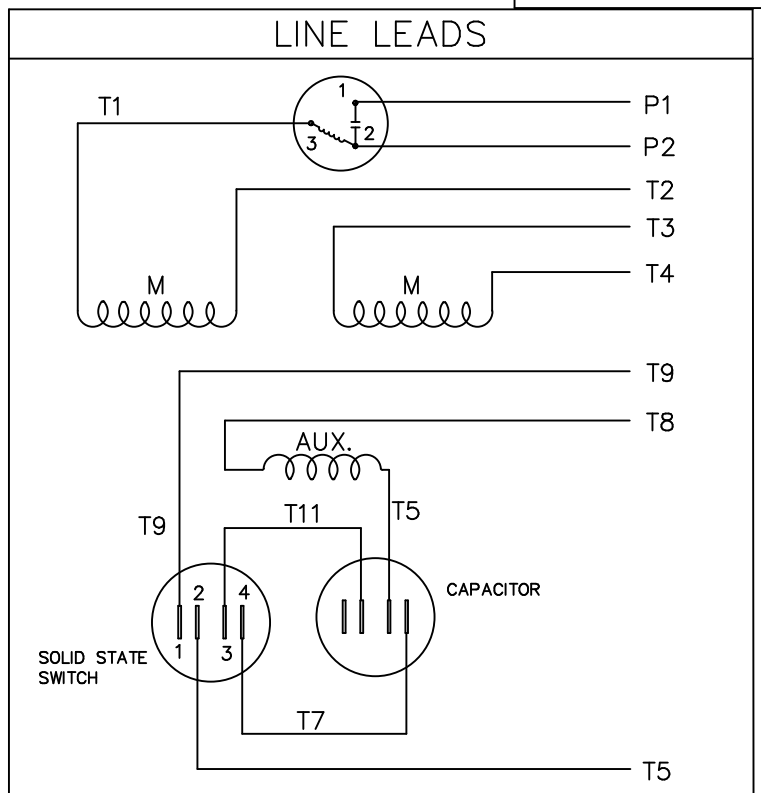 LINE LEADS
T1
1
2
3
P1
P2
T2
T3
T4
M
M
T9
T8
AUX.
T9
T11
T5
2
4
1
3
CAPACITOR
SOLID STATE
SWITCH
T7
T5